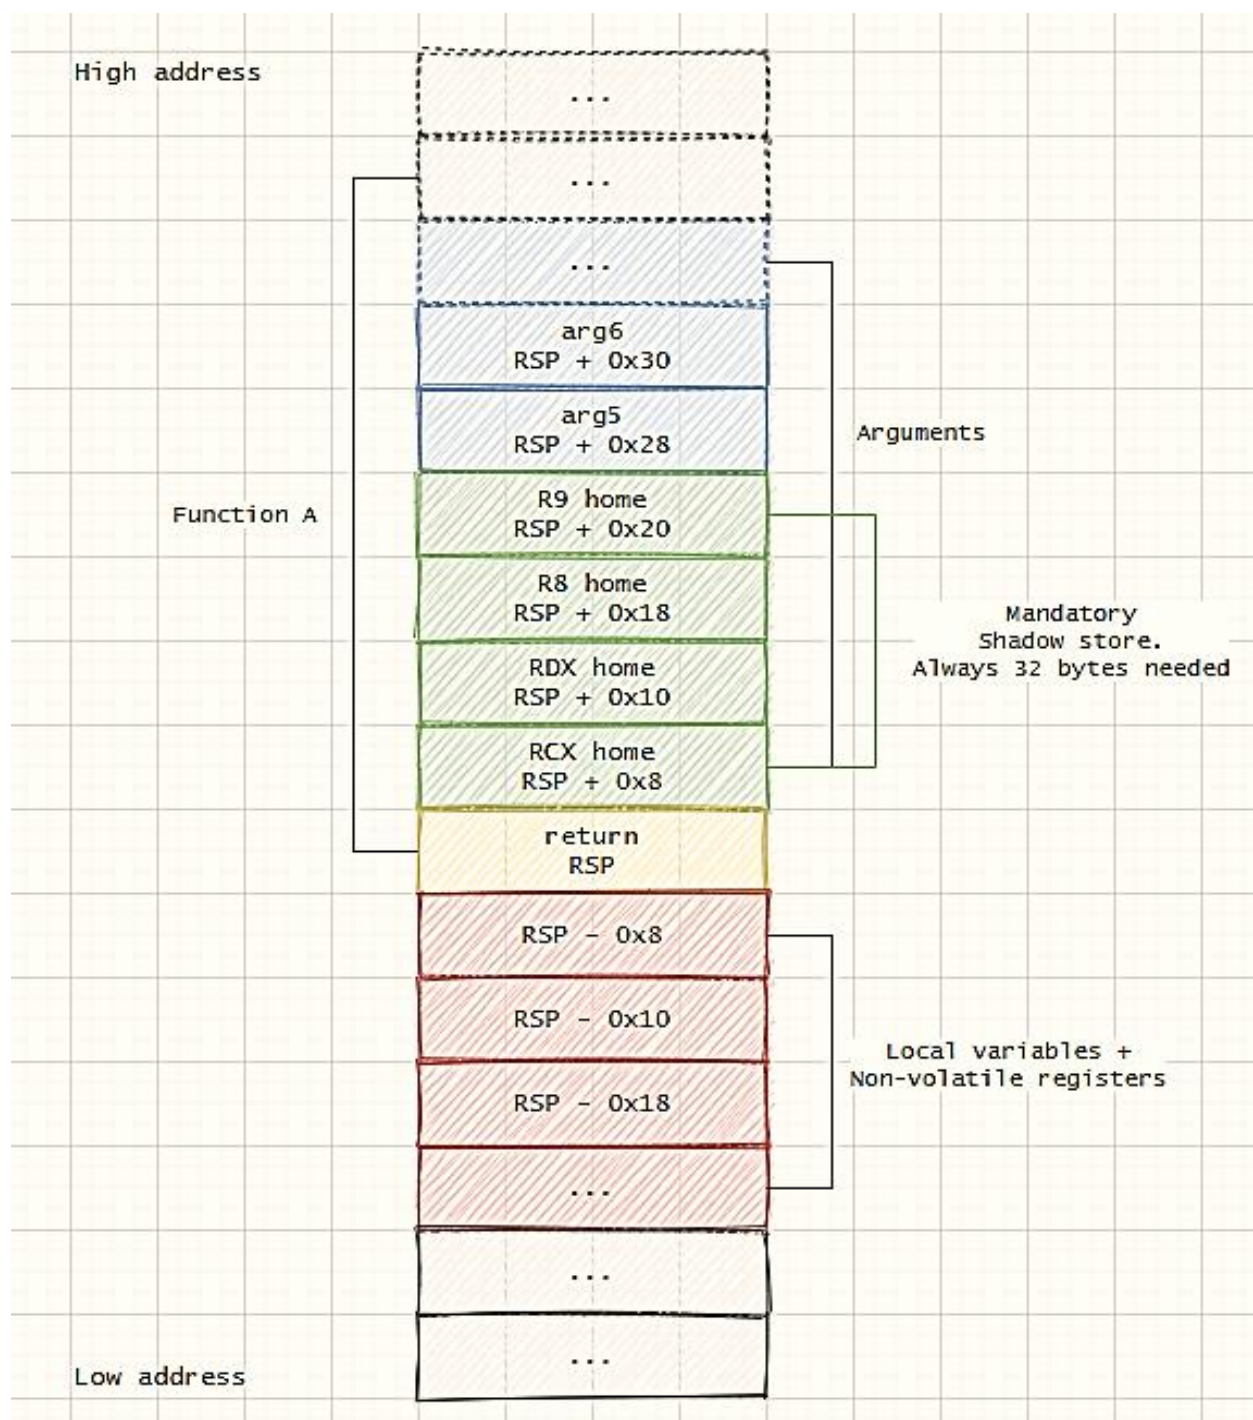 High address
...
...
...
arg6
RSP + 0x30
arg5
RSP + 0x28
Arguments
R9 home
RSP + 0x20
Function A
R8 home
RSP + 0x18
Mandatory
Shadow store.
Always 32 bytes needed
RDX home
RSP + 0x10
RCX home
RSP + 0x8
return
RSP
RSP - 0x8
RSP - 0x10
Local variables +
Non-volatile registers
RSP - 0x18
...
...
...
Low address